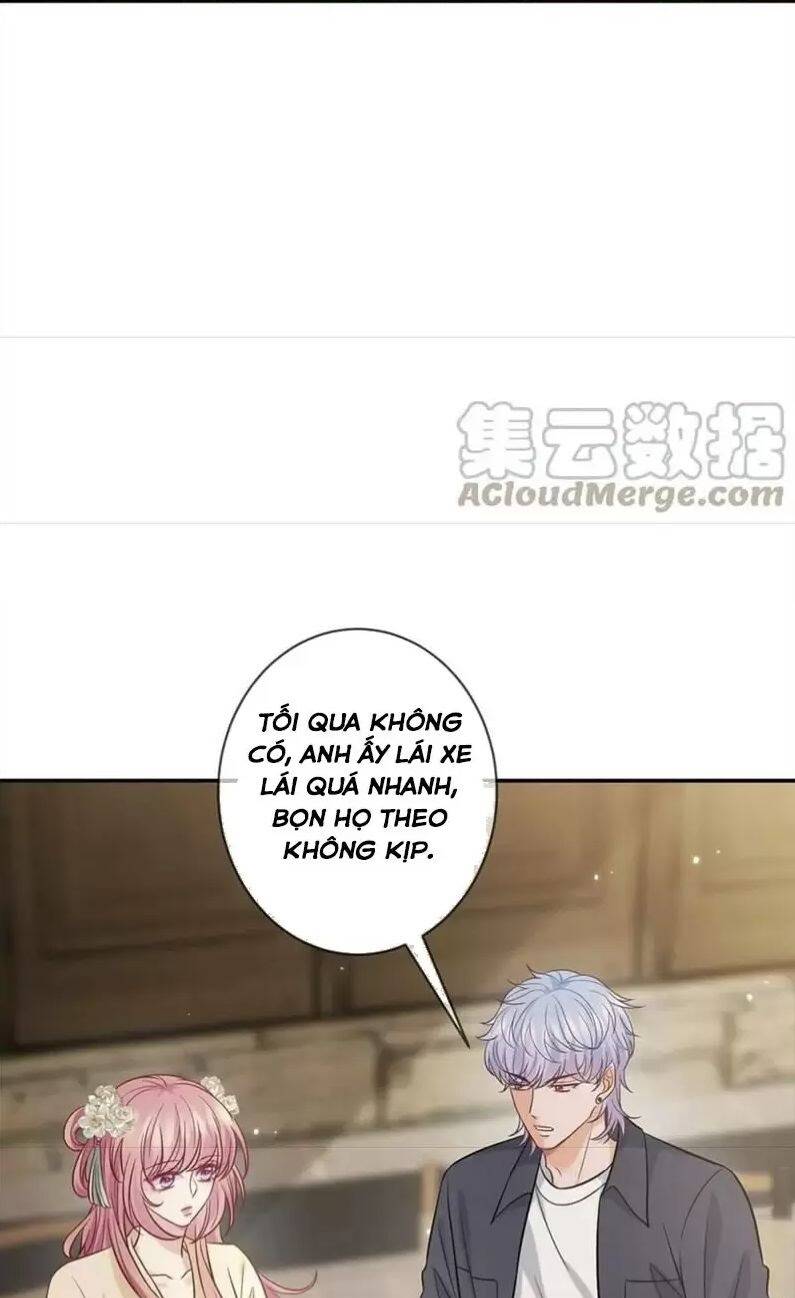 集云数据
ACloudMerge.com
TỐI QUA KHÔNG
CÓ, ANH ẤY LÁI XE
LÁI QUÁ NHANH,
BỌN HỌ THEO
KHÔNG KỊP.